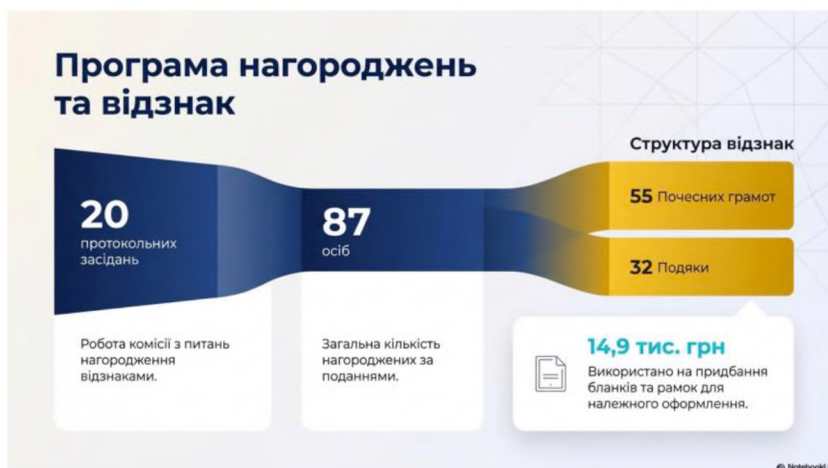 Програма нагороджень
та відзнак
Структура відзнак
20
протокольних
засідань
87
осіб
55 Почесних грамот
32 Подяки
Робота комісії з питань
нагородження
відзнаками.
Загальна кількість
нагороджених за
поданнями.
14,9 тис. грн
Використано на придбання
бланків та рамок для
належного оформлення.